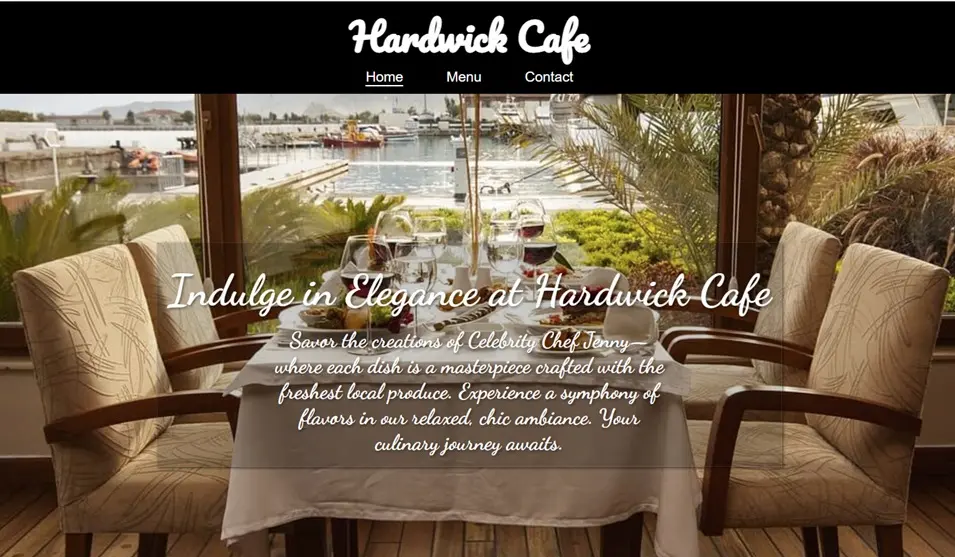 Hardwick Cafe
Home Menu Contact
Indulge in Elegance at Hardwick Cafe
Savor the creations of Celebrity Chef Jenny—
where each dish is a masterpiece crafted with the
freshest local produce. Experience a symphony of
flavors in our relaxed, chic ambiance. Your
culinary journey awaits.